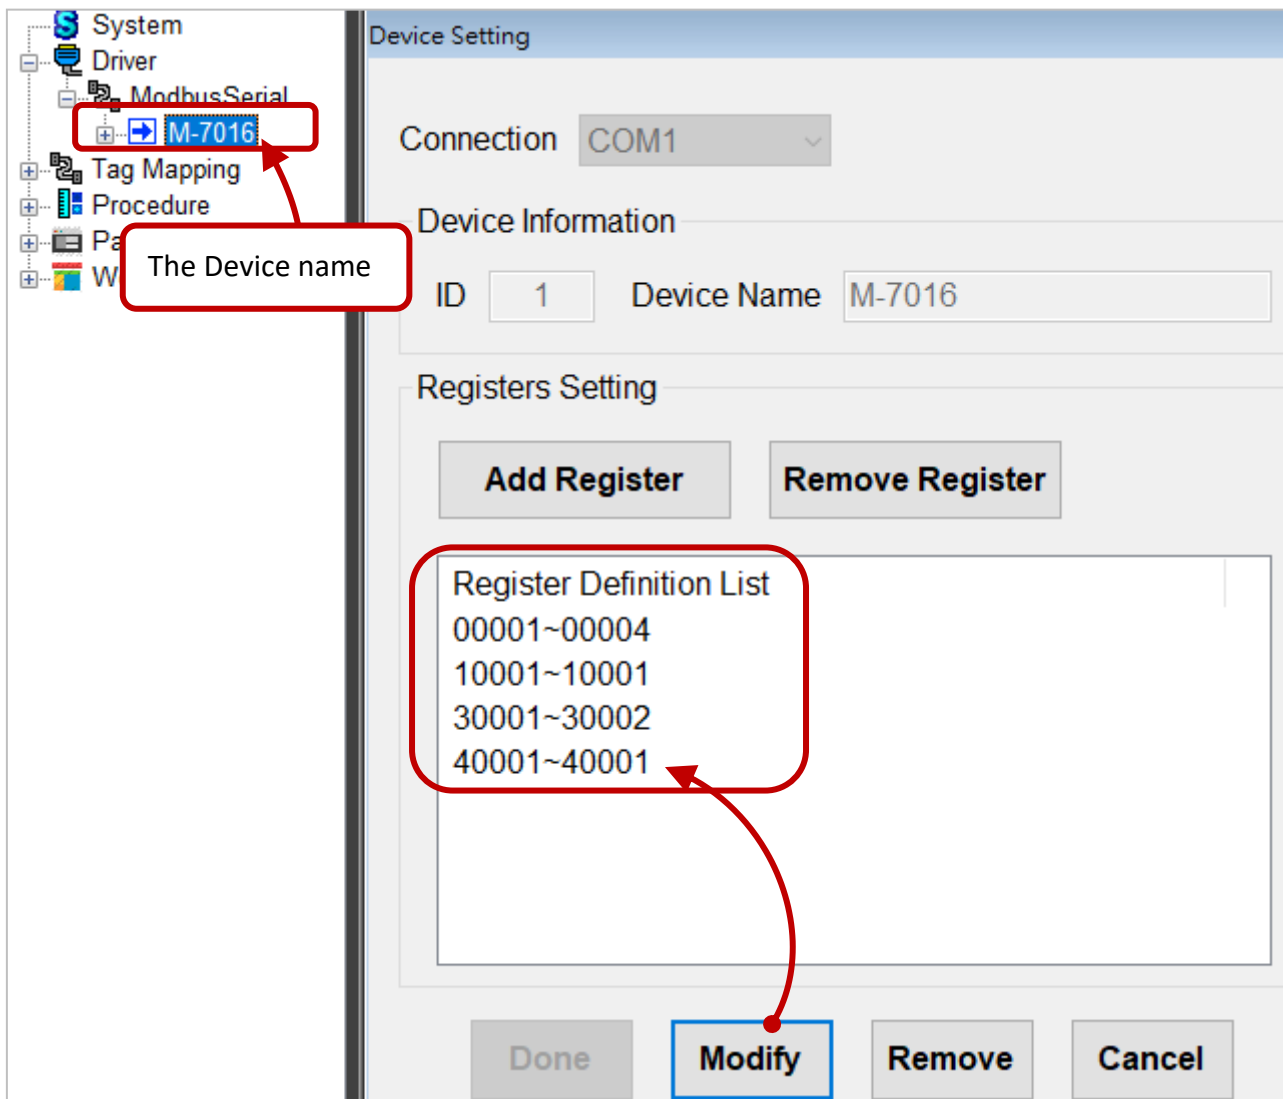 System
Driver
ModbusSerial
M-7016
Tag Mapping
Procedure
The Device name
Device Setting
Connection COM1
Device Information
ID 1 Device Name M-7016
Registers Setting
Add Register Remove Register
Register Definition List
00001~00004
10001~10001
30001~30002
40001~40001
Done Modify Remove Cancel